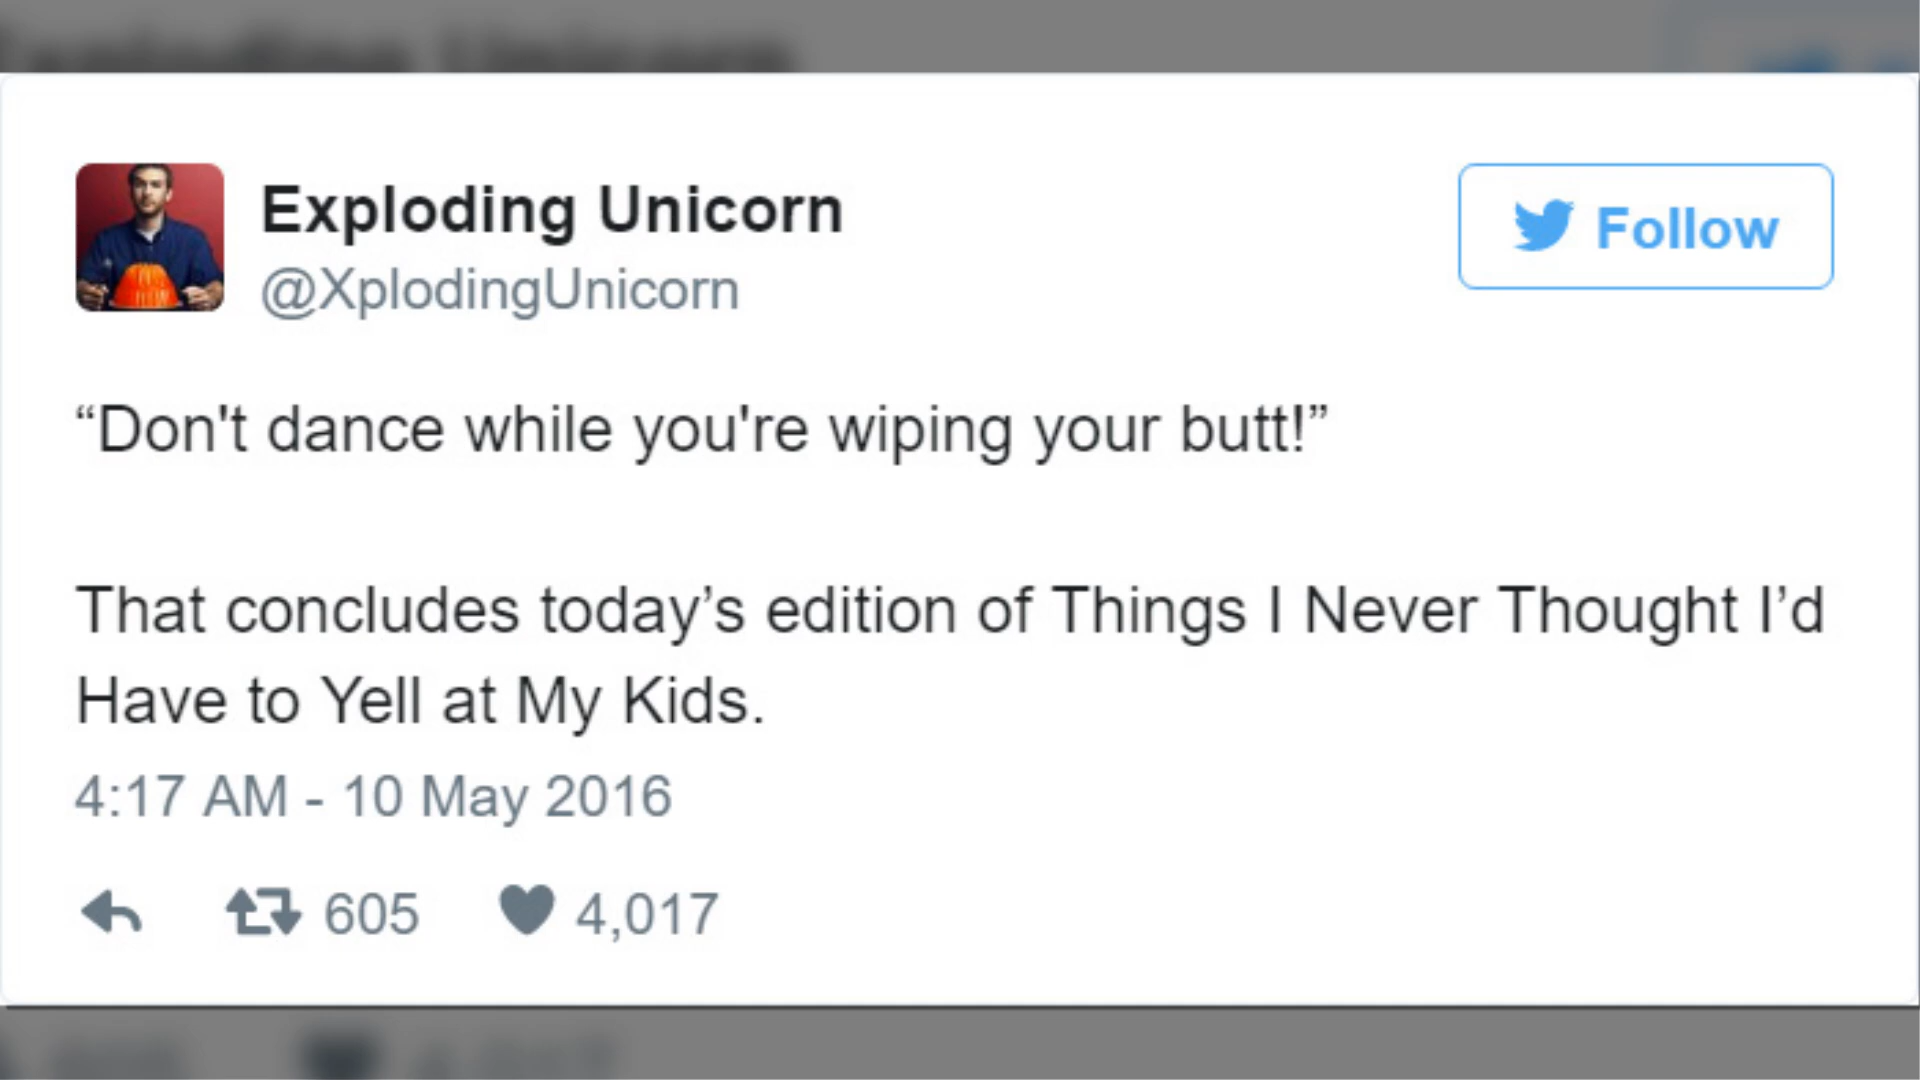 Exploding Unicorn
@XplodingUnicorn
Follow
“Don't dance while you're wiping your butt!”
That concludes today’s edition of Things I Never Thought I’d
Have to Yell at My Kids.
4:17 AM - 10 May 2016
605 4,017